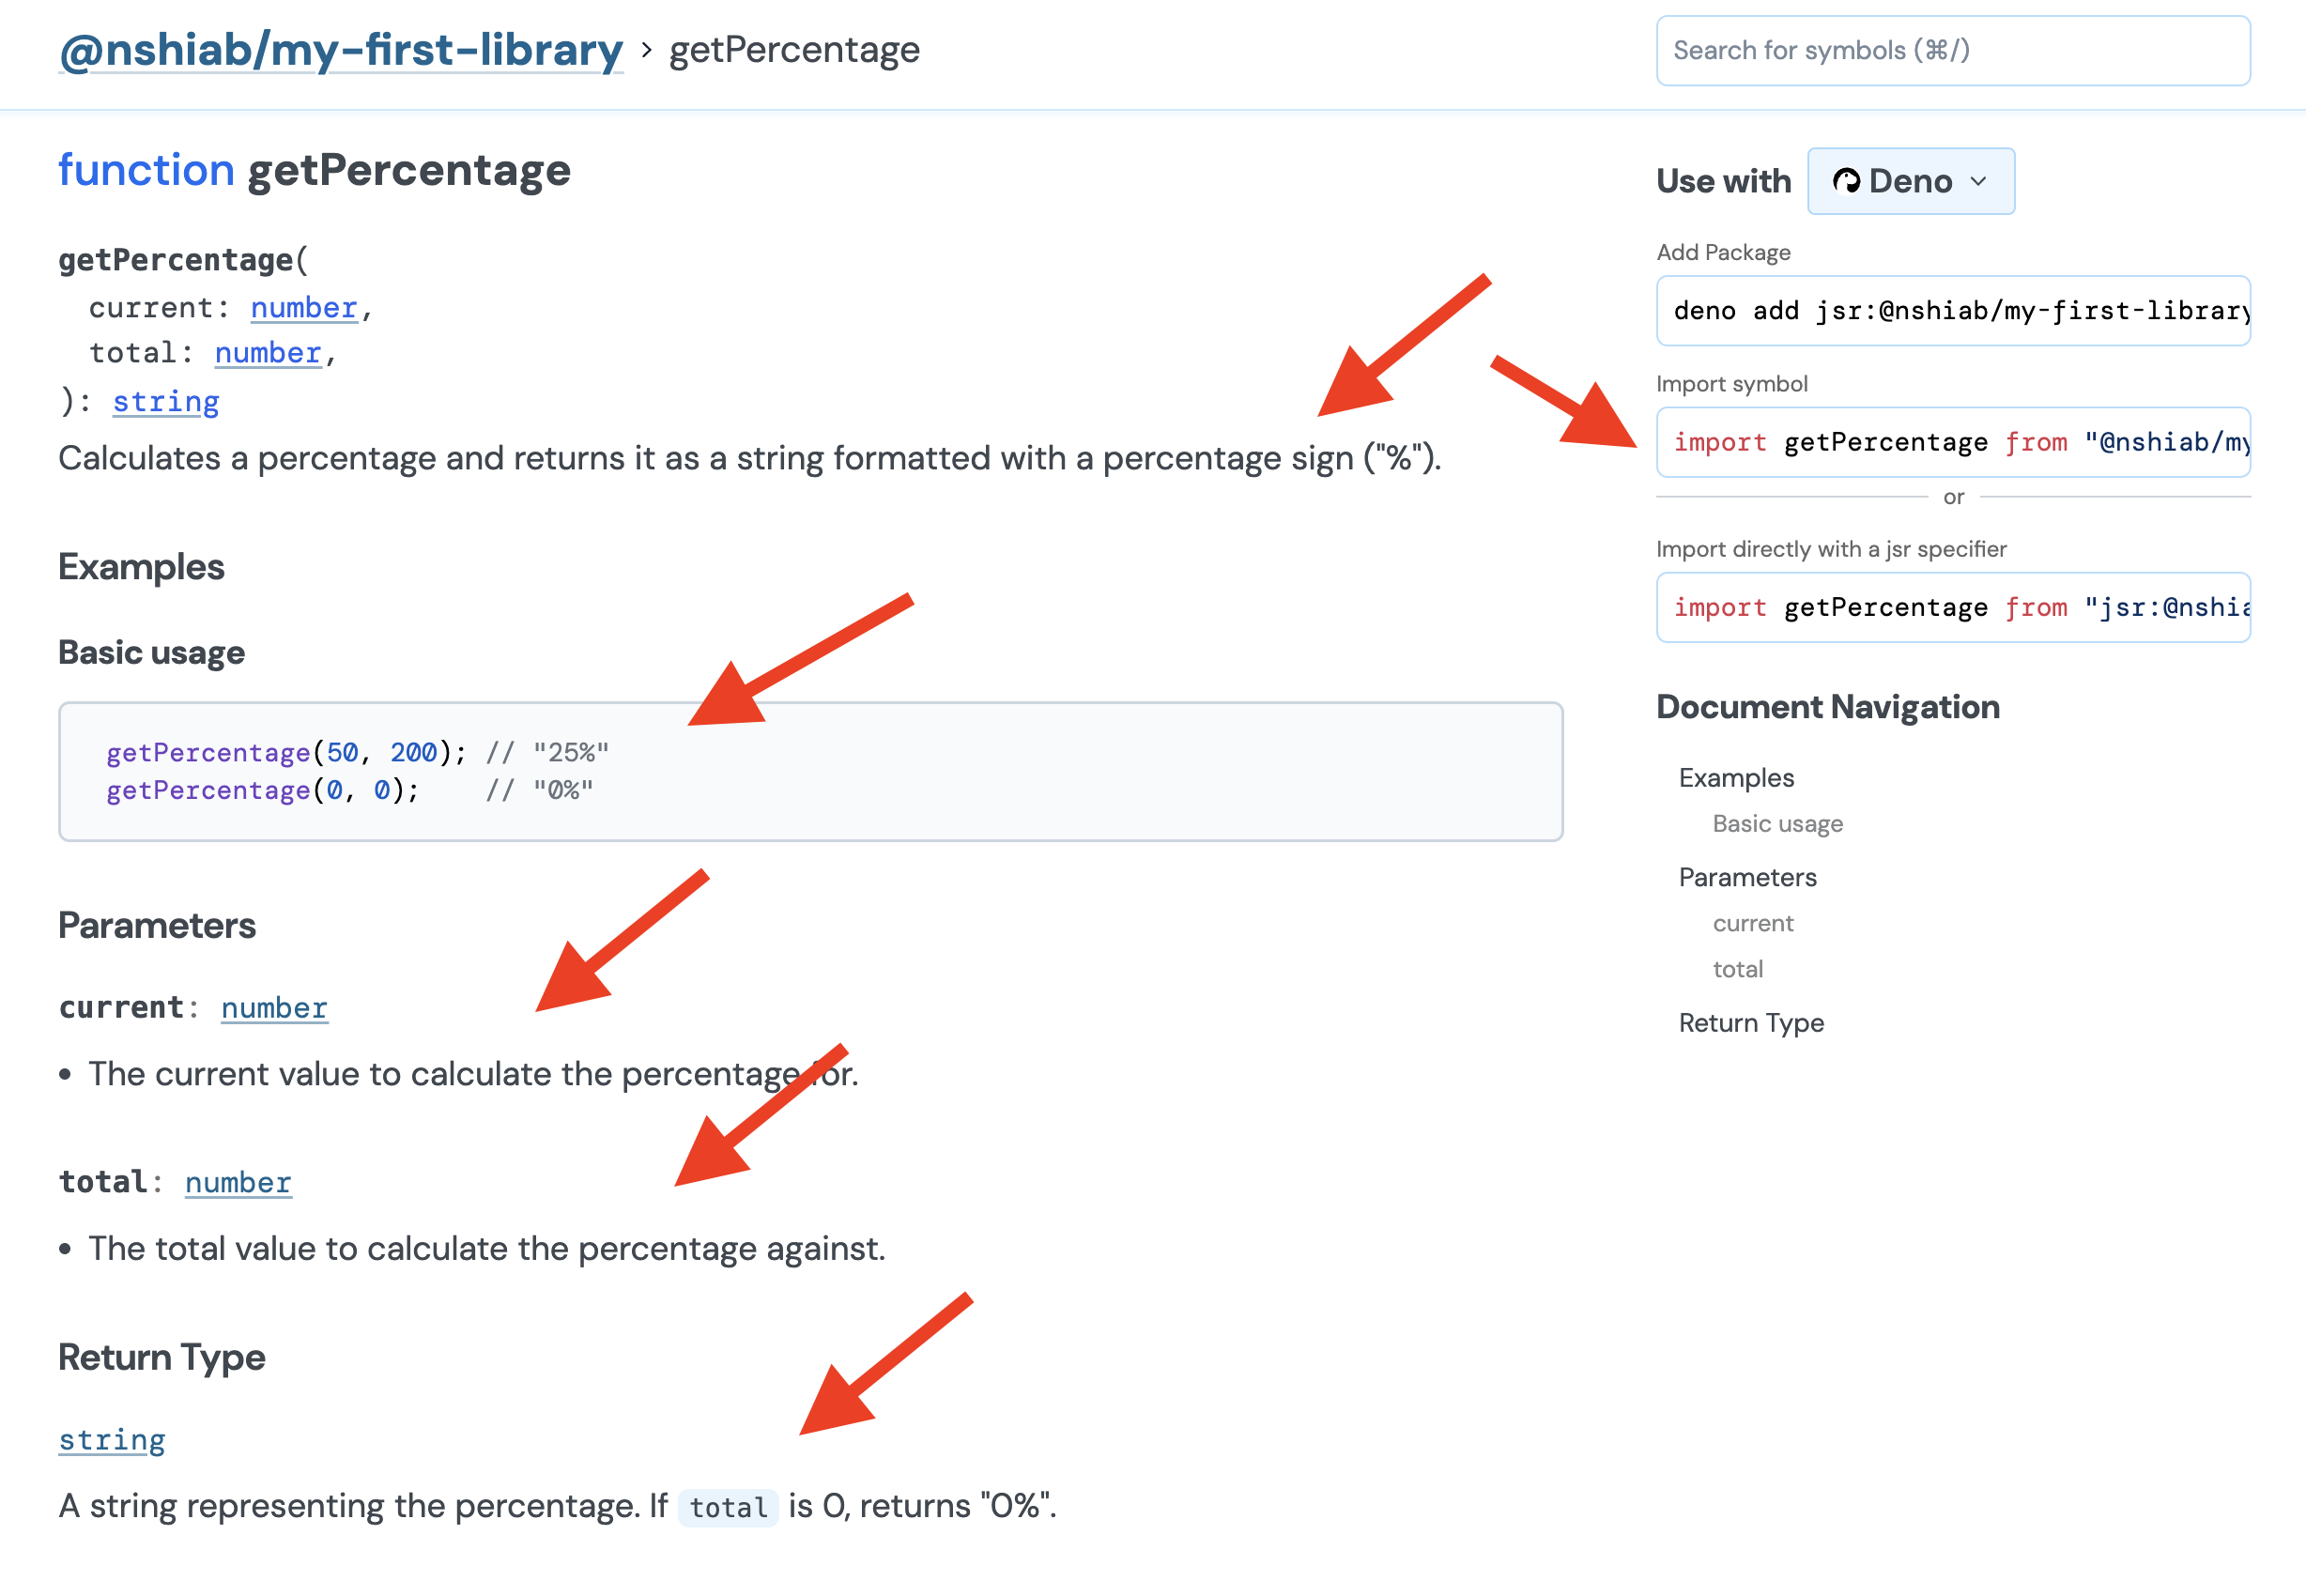 @nshiab/my-first-library › getPercentage
Search for symbols (⌘/)
function getPercentage
getPercentage(
current: number,
total: number,
): string
Calculates a percentage and returns it as a string formatted with a percentage sign ("%").
Examples
Basic usage
getPercentage(50, 200); // "25%"
getPercentage(0, 0);    // "0%"
Parameters
current: number
• The current value to calculate the percentage for.
total: number
• The total value to calculate the percentage against.
Return Type
string
A string representing the percentage. If total is 0, returns "0%".
Use with Deno
Add Package
deno add jsr:@nshiab/my-first-library
Import symbol
import getPercentage from "@nshiab/my
or
Import directly with a jsr specifier
import getPercentage from "jsr:@nshia
Document Navigation
Examples
Basic usage
Parameters
current
total
Return Type